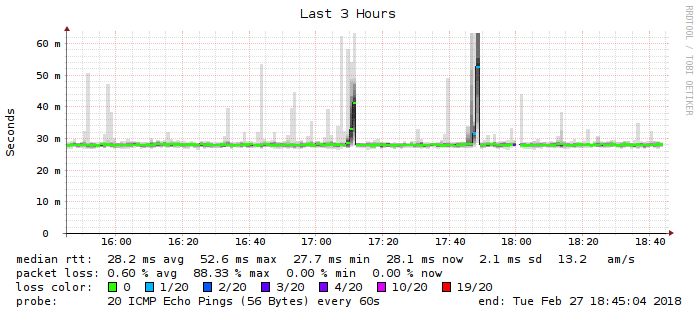 Last 3 Hours
RRDTOOL / TOBI OETIKER
Seconds
60 m
50 m
40 m
30 m
20 m
10 m
0
16:00 16:20 16:40 17:00 17:20 17:40 18:00 18:20 18:40
median rtt: 28.2 ms avg 52.6 ms max 27.7 ms min 28.1 ms now 2.1 ms sd 13.2 am/s
packet loss: 0.60 % avg 88.33 % max 0.00 % min 0.00 % now
loss color: 0 1/20 2/20 3/20 4/20 10/20 19/20
probe: 20 ICMP Echo Pings (56 Bytes) every 60s end: Tue Feb 27 18:45:04 2018